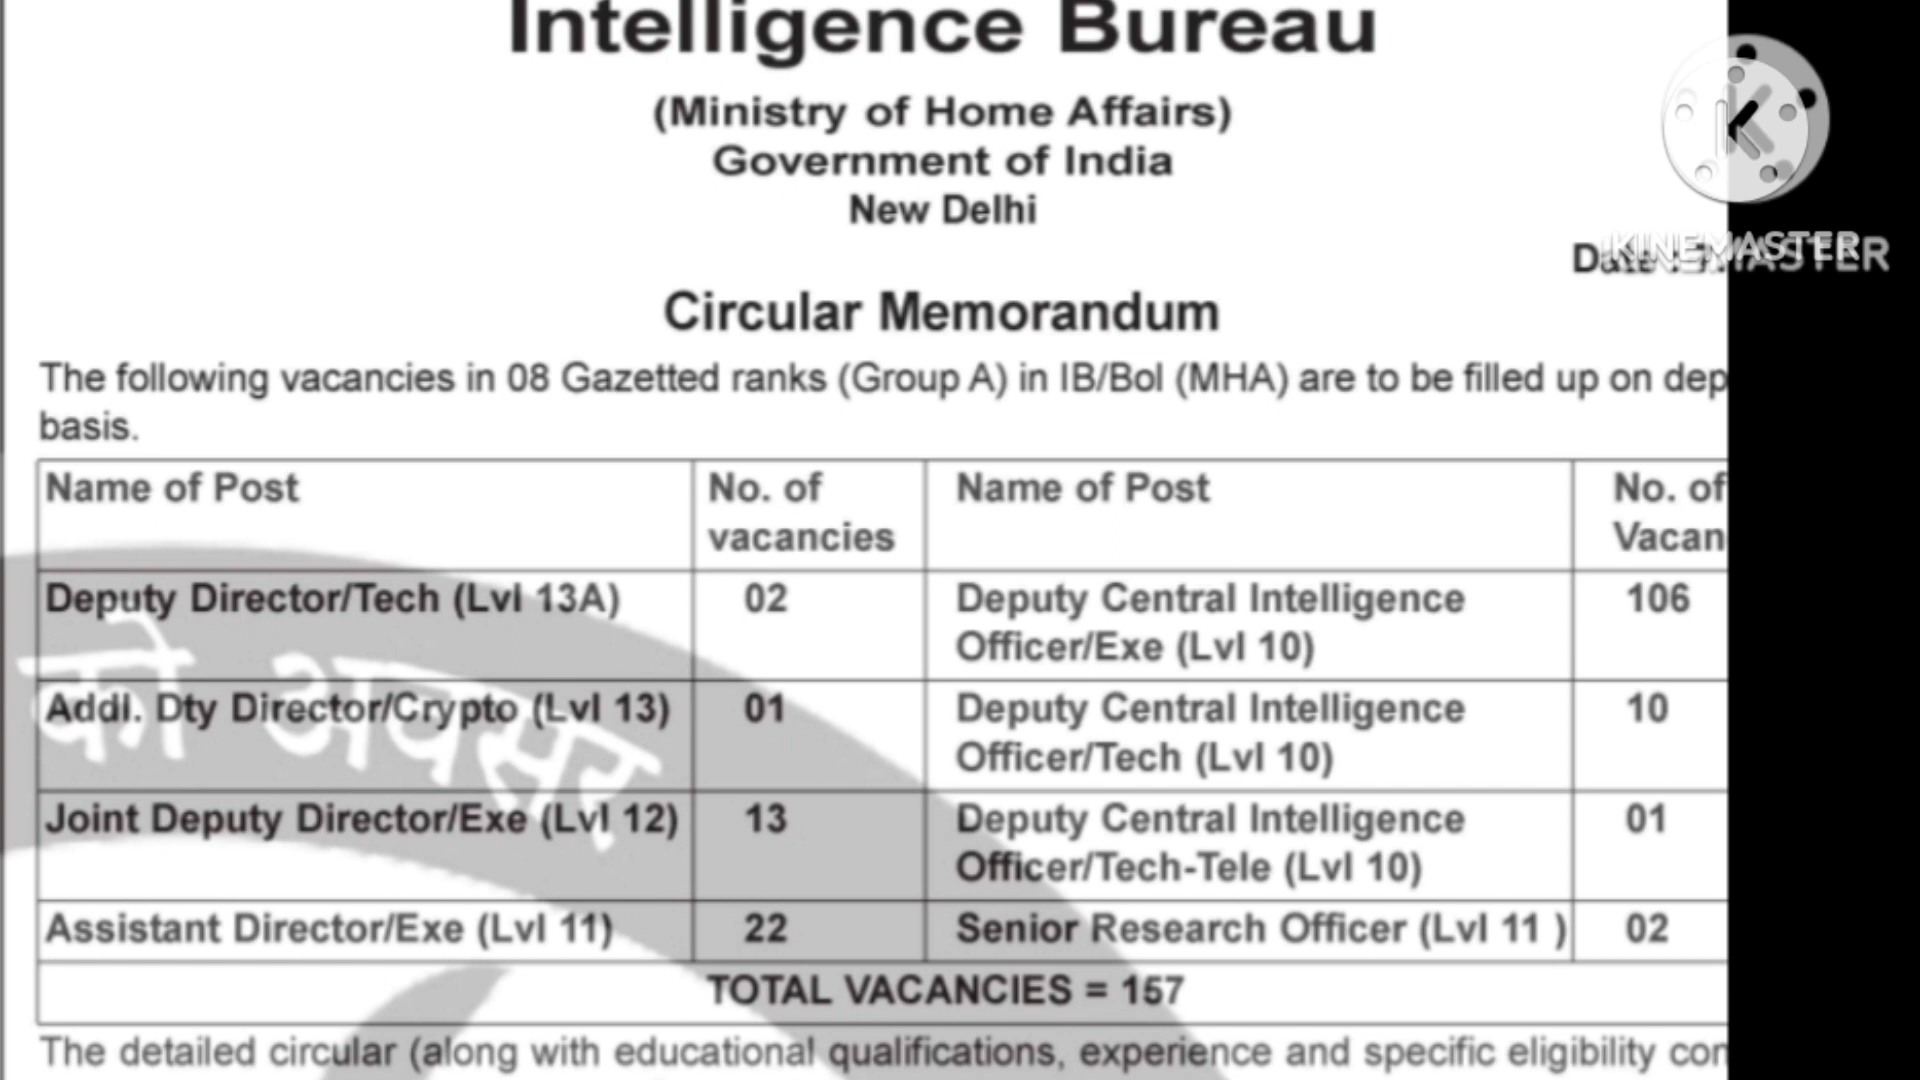 Intelligence Bureau
(Ministry of Home Affairs)
Government of India
New Delhi
KINEMASTER
Circular Memorandum
The following vacancies in 08 Gazetted ranks (Group A) in IB/BoI (MHA) are to be filled up on dep
basis.
Name of Post No. of vacancies Name of Post No. of Vacan
Deputy Director/Tech (Lvl 13A) 02 Deputy Central Intelligence Officer/Exe (Lvl 10) 106
Addl. Dty Director/Crypto (Lvl 13) 01 Deputy Central Intelligence Officer/Tech (Lvl 10) 10
Joint Deputy Director/Exe (Lvl 12) 13 Deputy Central Intelligence Officer/Tech-Tele (Lvl 10) 01
Assistant Director/Exe (Lvl 11) 22 Senior Research Officer (Lvl 11 ) 02
TOTAL VACANCIES = 157
The detailed circular (along with educational qualifications, experience and specific eligibility con
को अवसर